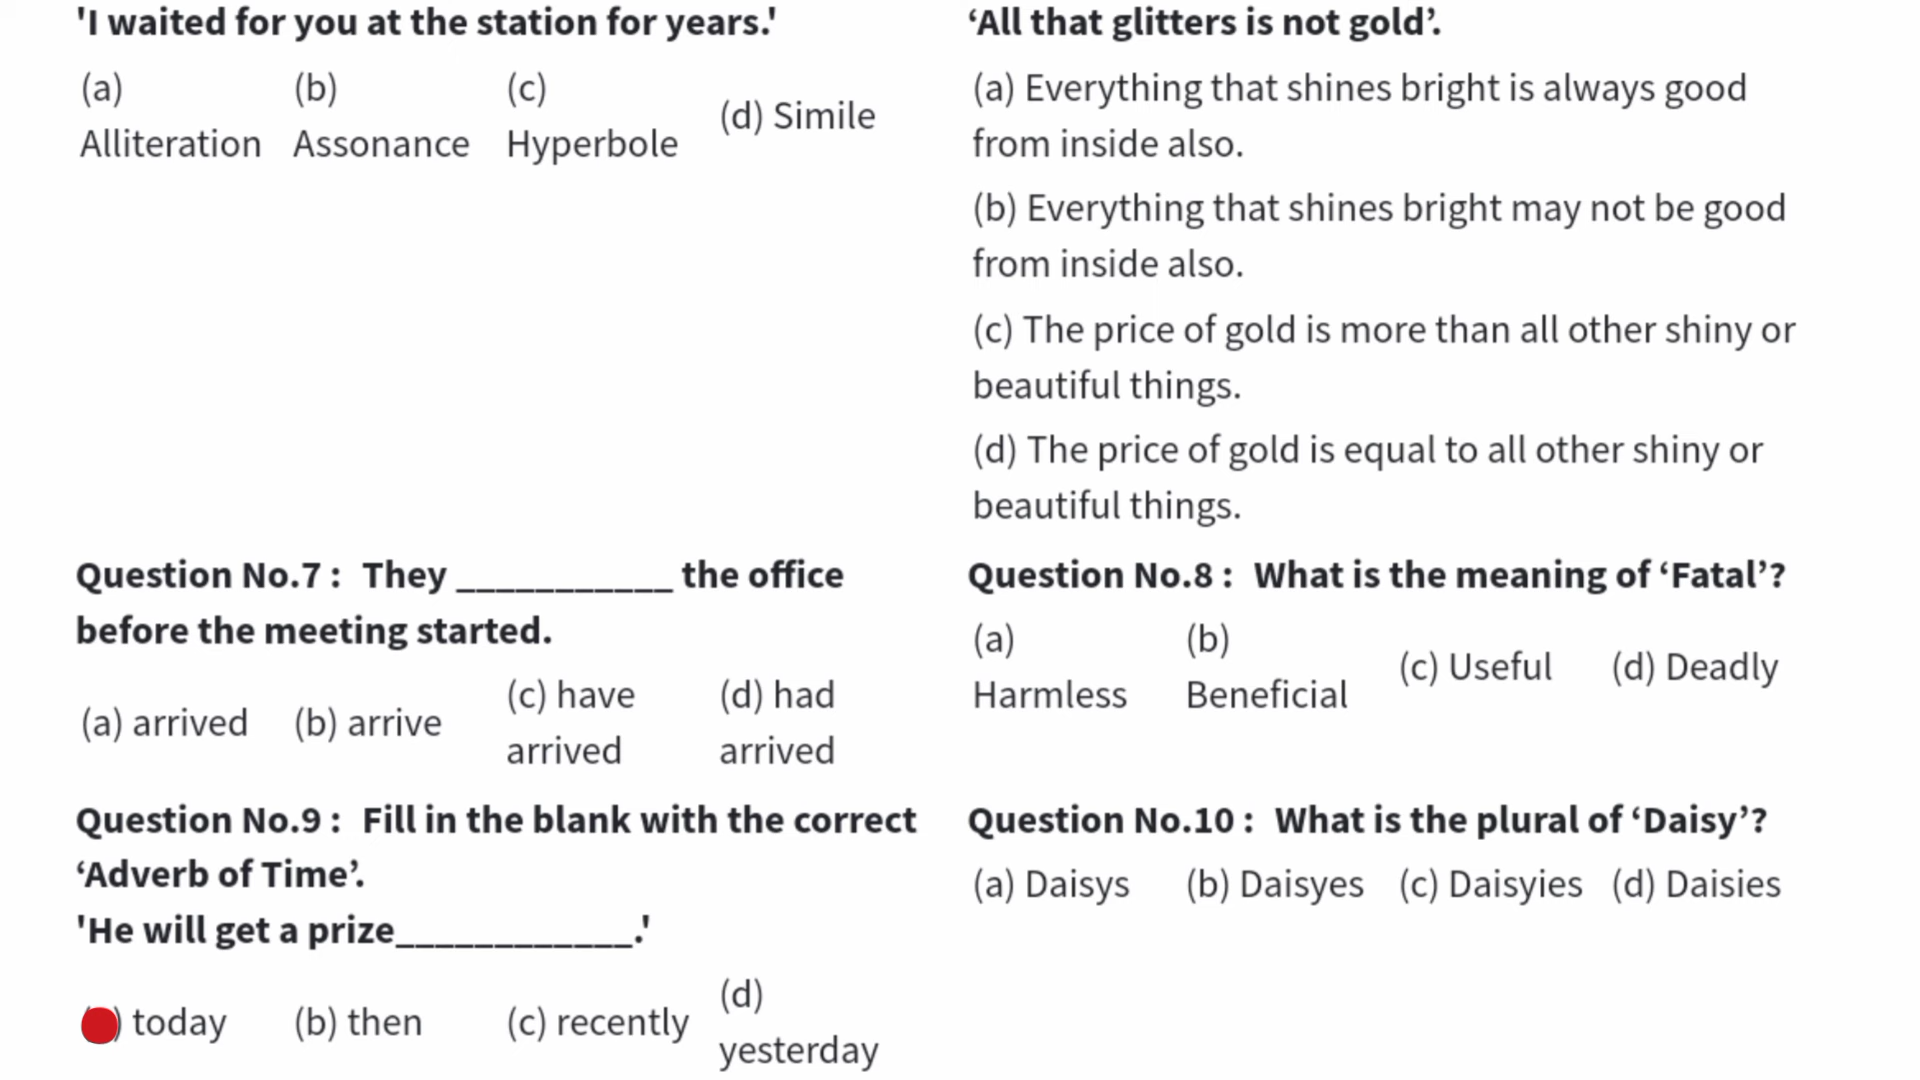 'I waited for you at the station for years.'
(a) Alliteration (b) Assonance (c) Hyperbole (d) Simile
‘All that glitters is not gold’.
(a) Everything that shines bright is always good
from inside also.
(b) Everything that shines bright may not be good
from inside also.
(c) The price of gold is more than all other shiny or
beautiful things.
(d) The price of gold is equal to all other shiny or
beautiful things.
Question No.7 : They ___________ the office
before the meeting started.
(a) arrived (b) arrive (c) have arrived (d) had arrived
Question No.8 : What is the meaning of ‘Fatal’?
(a) Harmless (b) Beneficial (c) Useful (d) Deadly
Question No.9 : Fill in the blank with the correct
‘Adverb of Time’.
'He will get a prize____________.'
) today (b) then (c) recently (d) yesterday
Question No.10 : What is the plural of ‘Daisy’?
(a) Daisys (b) Daisyes (c) Daisyies (d) Daisies